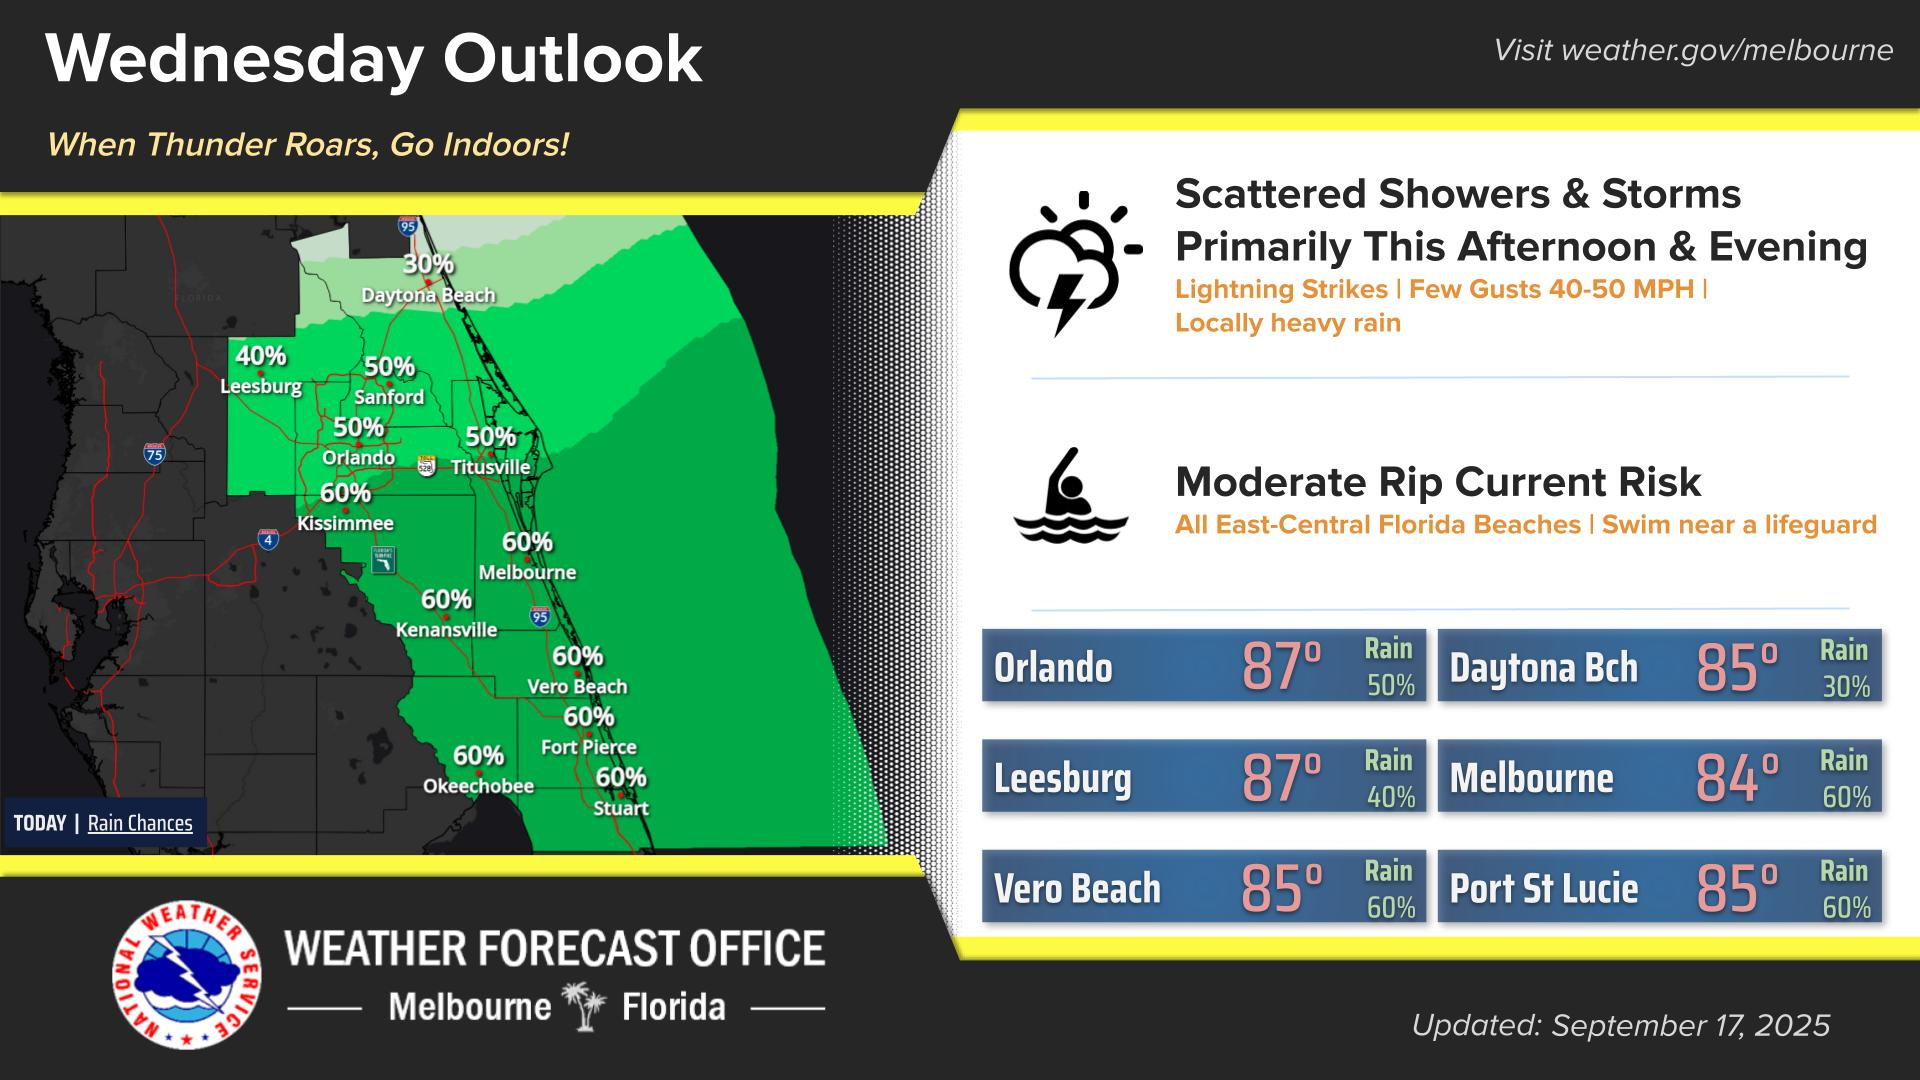 Wednesday Outlook
Visit weather.gov/melbourne
When Thunder Roars, Go Indoors!
95
30%
Daytona Beach
FLORIDA
40%
Leesburg
50%
Sanford
50%
Orlando
50%
Titusville
75
TOLL
528
60%
Kissimmee
4
60%
Melbourne
60%
Kenansville
95
60%
Vero Beach
60%
Fort Pierce
60%
Okeechobee
60%
Stuart
TODAY | Rain Chances
Scattered Showers & Storms
Primarily This Afternoon & Evening
Lightning Strikes | Few Gusts 40-50 MPH |
Locally heavy rain
Moderate Rip Current Risk
All East-Central Florida Beaches | Swim near a lifeguard
Orlando 87° Rain 50%
Daytona Bch 85° Rain 30%
Leesburg 87° Rain 40%
Melbourne 84° Rain 60%
Vero Beach 85° Rain 60%
Port St Lucie 85° Rain 60%
NATIONAL WEATHER SERVICE
WEATHER FORECAST OFFICE
Melbourne Florida
Updated: September 17, 2025